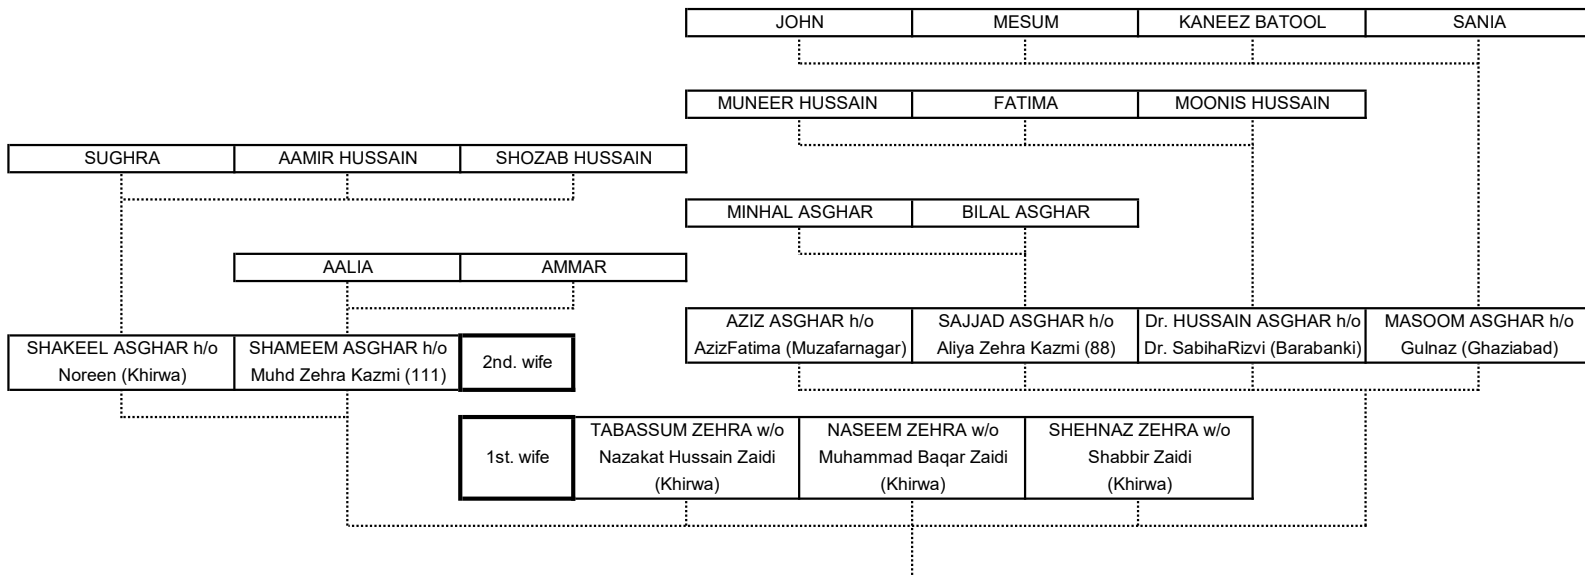 JOHN MESUM KANEEZ BATOOL SANIA
MUNEER HUSSAIN FATIMA MOONIS HUSSAIN
SUGHRA AAMIR HUSSAIN SHOZAB HUSSAIN
MINHAL ASGHAR BILAL ASGHAR
AALIA AMMAR
AZIZ ASGHAR h/o
AzizFatima (Muzafarnagar)
SAJJAD ASGHAR h/o
Aliya Zehra Kazmi (88)
Dr. HUSSAIN ASGHAR h/o
Dr. SabihaRizvi (Barabanki)
MASOOM ASGHAR h/o
Gulnaz (Ghaziabad)
SHAKEEL ASGHAR h/o
Noreen (Khirwa)
SHAMEEM ASGHAR h/o
Muhd Zehra Kazmi (111)
2nd. wife
1st. wife
TABASSUM ZEHRA w/o
Nazakat Hussain Zaidi
(Khirwa)
NASEEM ZEHRA w/o
Muhammad Baqar Zaidi
(Khirwa)
SHEHNAZ ZEHRA w/o
Shabbir Zaidi
(Khirwa)